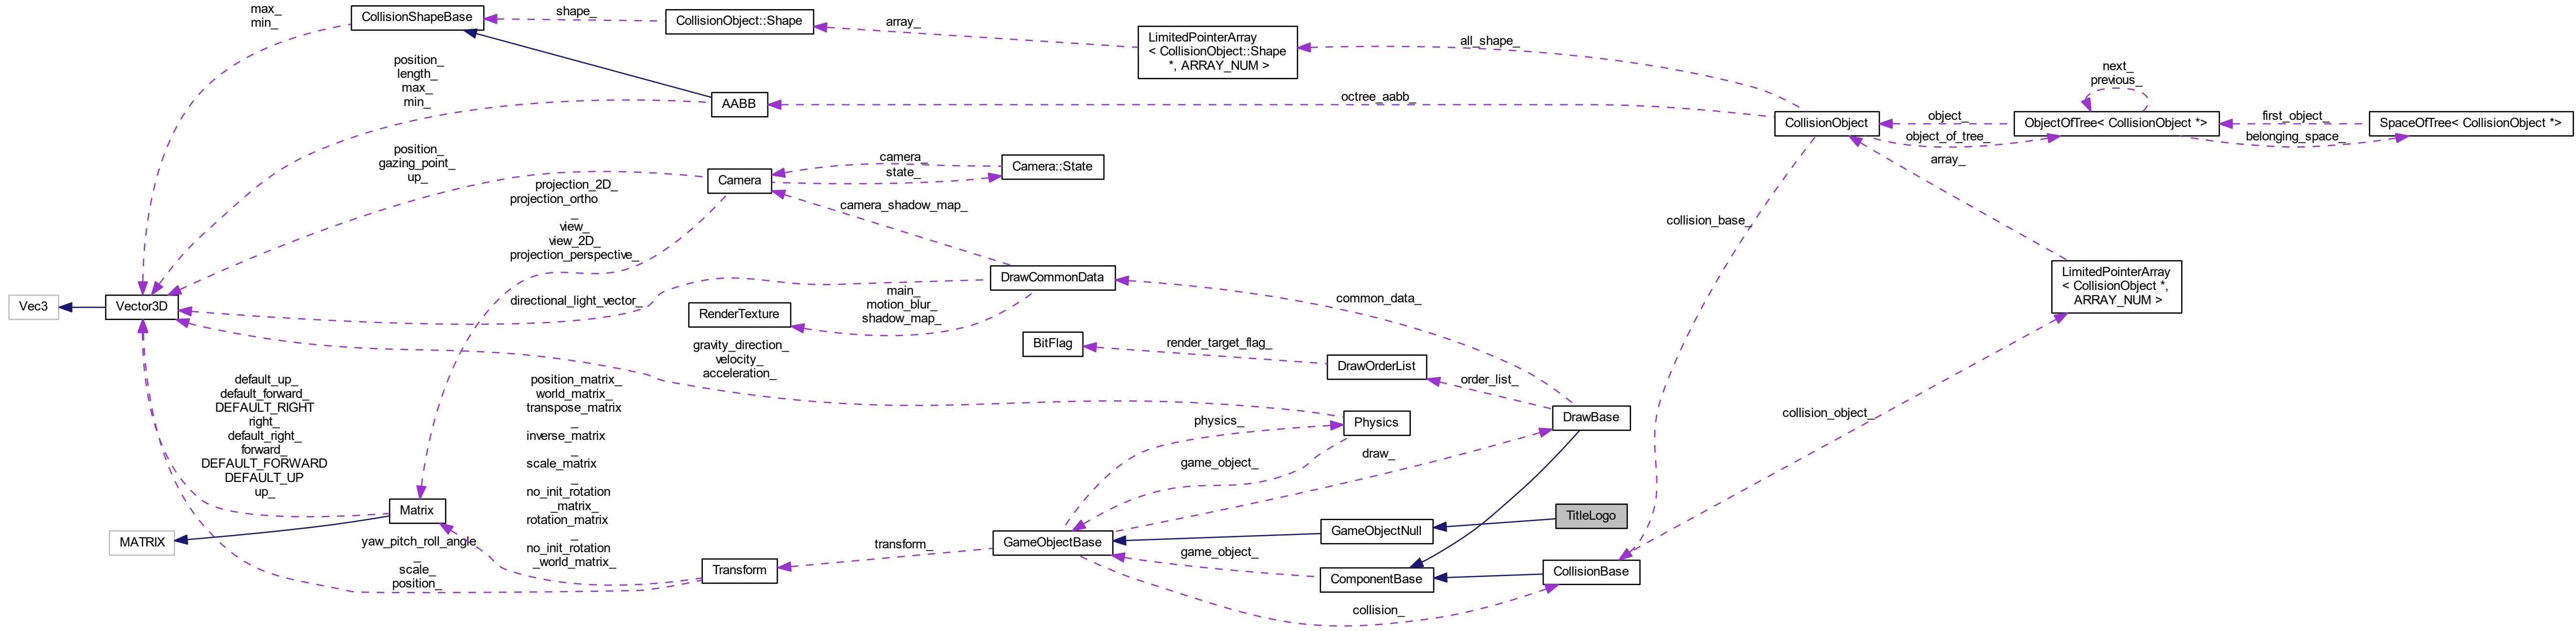 max_
min_
CollisionShapeBase
shape_
CollisionObject::Shape
array_
LimitedPointerArray
< CollisionObject::Shape
*, ARRAY_NUM >
all_shape_
position_
length_
max_
min_
AABB
octree_aabb_
CollisionObject
object_
object_of_tree_
next_
previous_
ObjectOfTree< CollisionObject *>
first_object_
belonging_space_
SpaceOfTree< CollisionObject *>
array_
position_
gazing_point_
up_
Camera
camera_
state_
Camera::State
projection_2D_
projection_ortho
_
view_
view_2D_
projection_perspective_
camera_shadow_map_
collision_base_
Vec3
Vector3D
directional_light_vector_
DrawCommonData
main_
motion_blur_
shadow_map_
RenderTexture
common_data_
LimitedPointerArray
< CollisionObject *,
ARRAY_NUM >
BitFlag
render_target_flag_
DrawOrderList
order_list_
gravity_direction_
velocity_
acceleration_
default_up_
default_forward_
DEFAULT_RIGHT
right_
default_right_
forward_
DEFAULT_FORWARD
DEFAULT_UP
up_
position_matrix_
world_matrix_
transpose_matrix
_
inverse_matrix
_
scale_matrix
_
no_init_rotation
_matrix_
rotation_matrix
_
no_init_rotation
_world_matrix_
physics_
Physics
game_object_
draw_
DrawBase
collision_object_
Matrix
MATRIX
yaw_pitch_roll_angle
_
scale_
position_
Transform
transform_
GameObjectBase
GameObjectNull
TitleLogo
game_object_
ComponentBase
CollisionBase
collision_